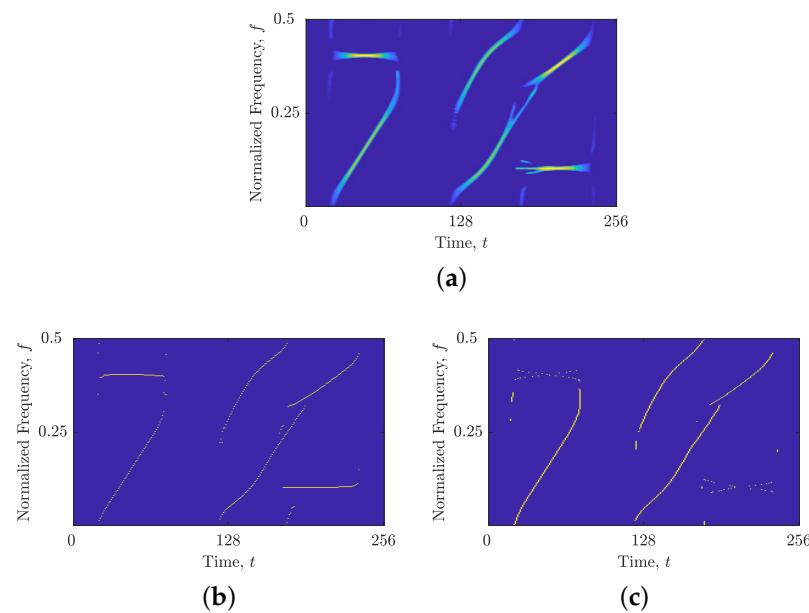 0.5
Normalized Frequency, f
0.25
0
128
256
Time, t
(a)
0.5
Normalized Frequency, f
0.25
0
128
256
Time, t
(b)
0.5
Normalized Frequency, f
0.25
0
128
256
Time, t
(c)